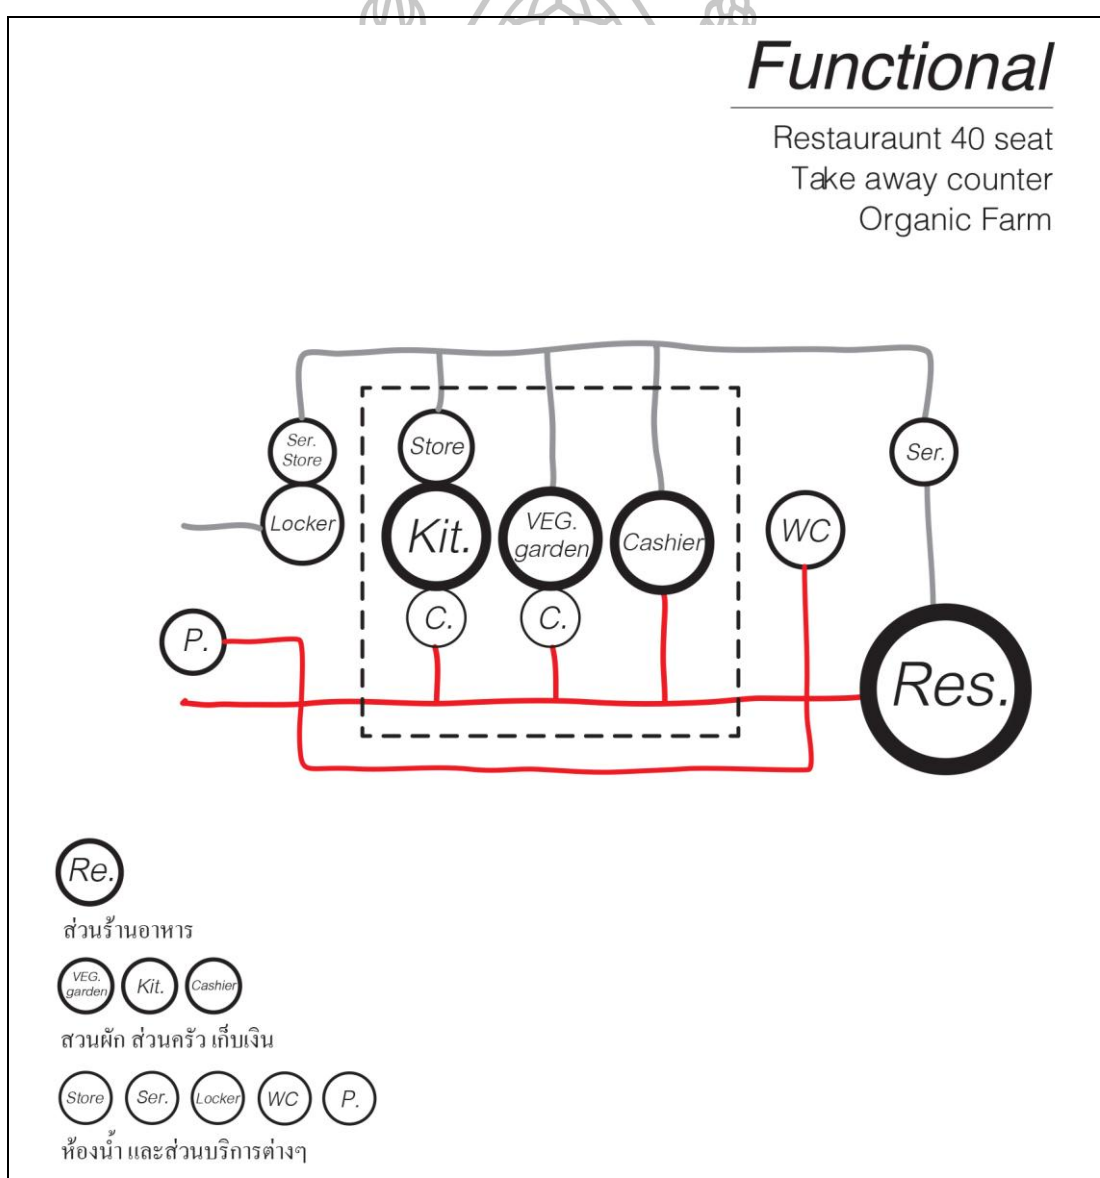 Functional
Restauraunt 40 seat
Take away counter
Organic Farm
Ser.
Store
Locker
Store
Kit.
C.
VEG.
garden
C.
Cashier
WC
Ser.
Res.
P.
Re.
ส่วนร้านอาหาร
VEG.
garden
Kit.
Cashier
สวนผัก ส่วนครัว เก็บเงิน
Store
Ser.
Locker
WC
P.
ห้องน้ำ และส่วนบริการต่างๆ